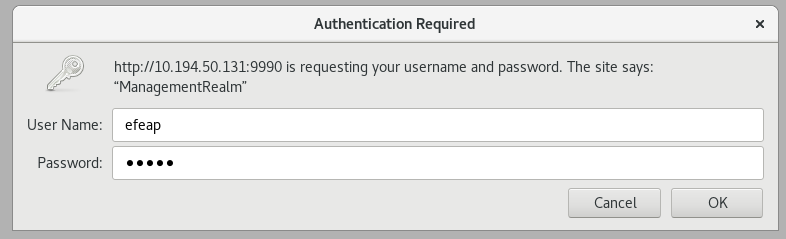 Authentication Required
http://10.194.50.131:9990 is requesting your username and password. The site says:
“ManagementRealm”
User Name: efeap
Password: •••••
Cancel OK